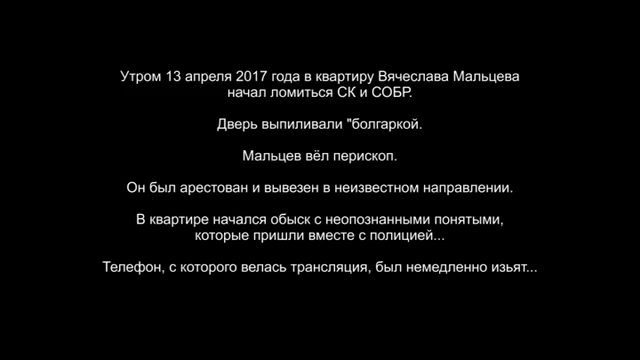 Утром 13 апреля 2017 года в квартиру Вячеслава Мальцева
начал ломиться СК и СОБР.
Дверь выпиливали "болгаркой.
Мальцев вёл перископ.
Он был арестован и вывезен в неизвестном направлении.
В квартире начался обыск с неопознанными понятыми,
которые пришли вместе с полицией...
Телефон, с которого велась трансляция, был немедленно изьят...